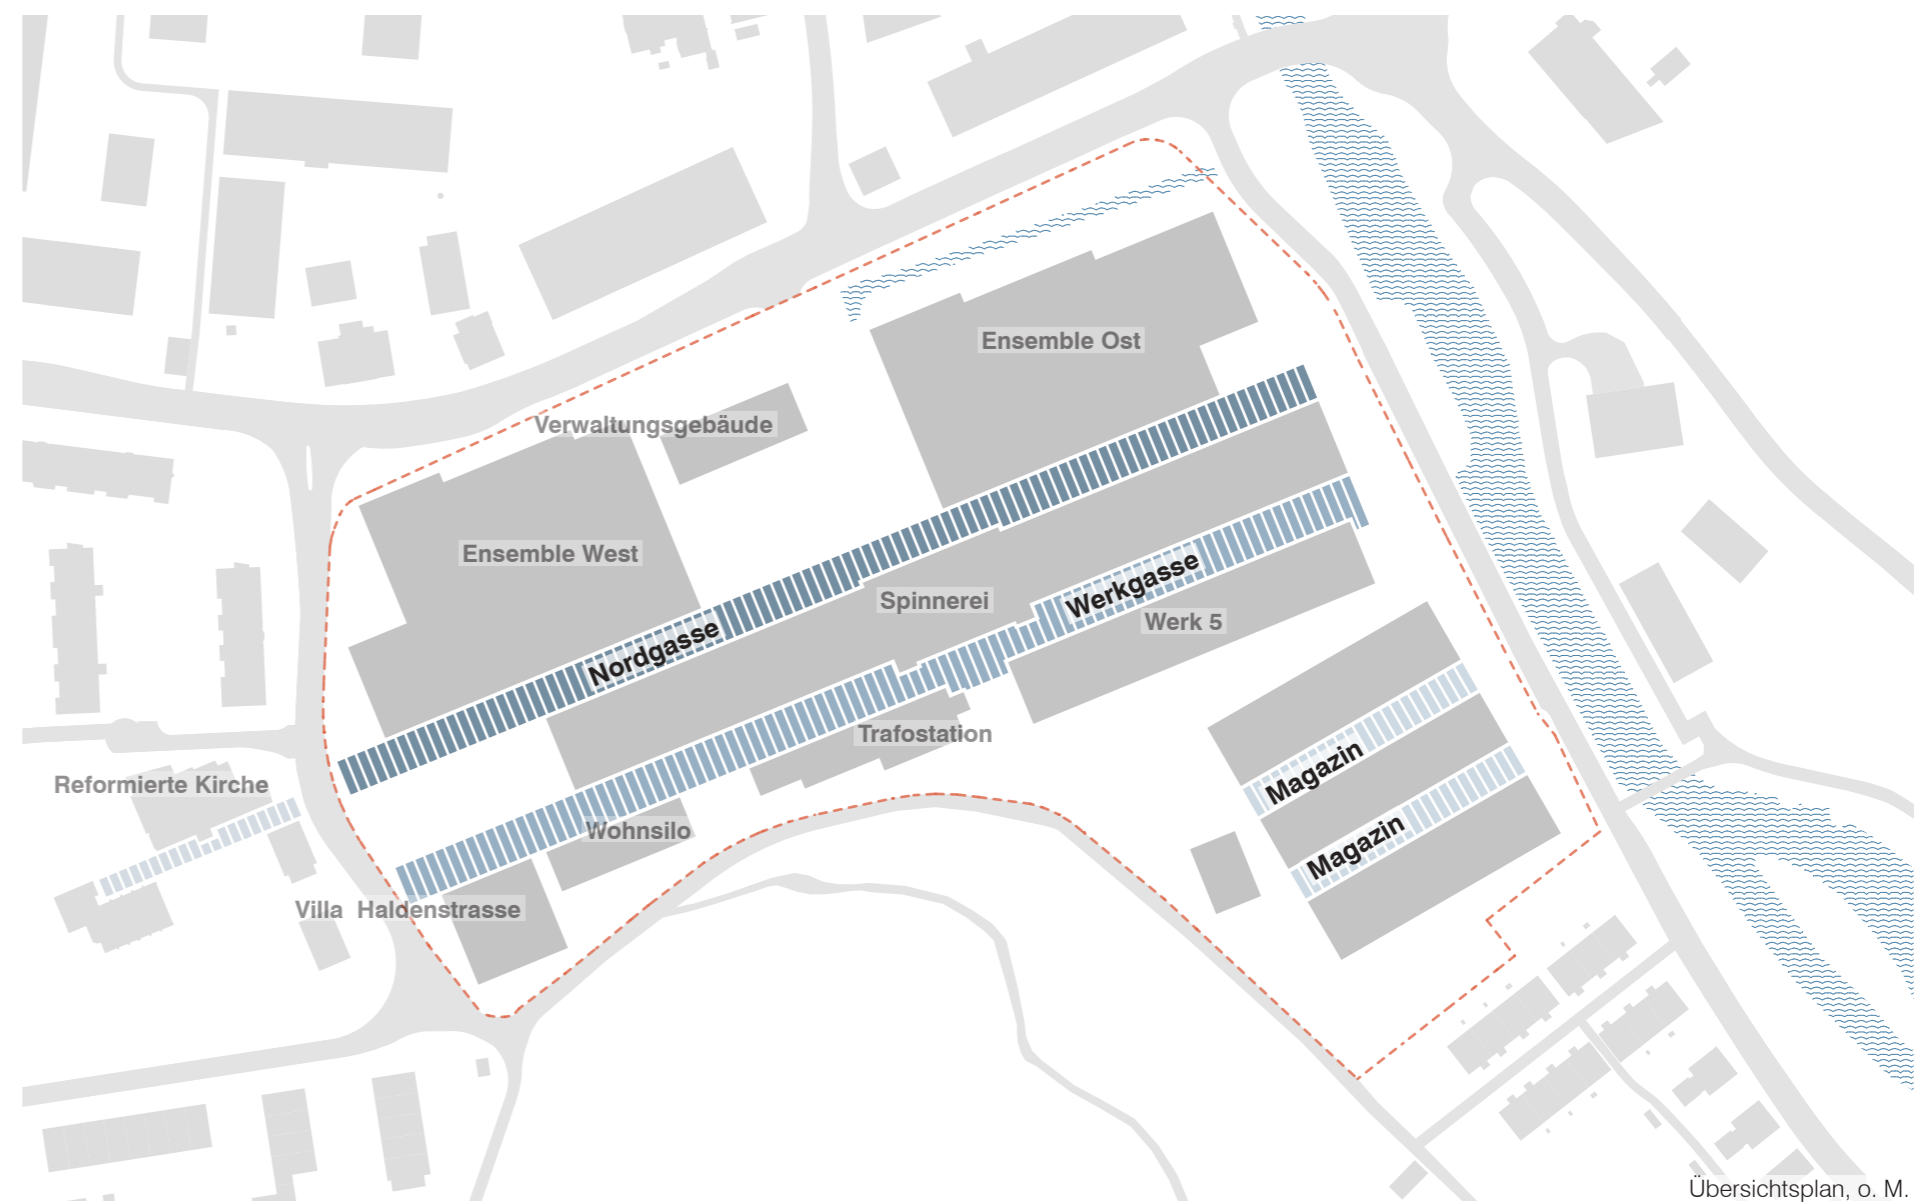 Ensemble Ost
Verwaltungsgebäude
Ensemble West
Werkgasse
Spinnerei
Werk 5
Nordgasse
Trafostation
Magazin
Reformierte Kirche
Wohnsilo
Magazin
Villa Haldenstrasse
Übersichtsplan, o. M.